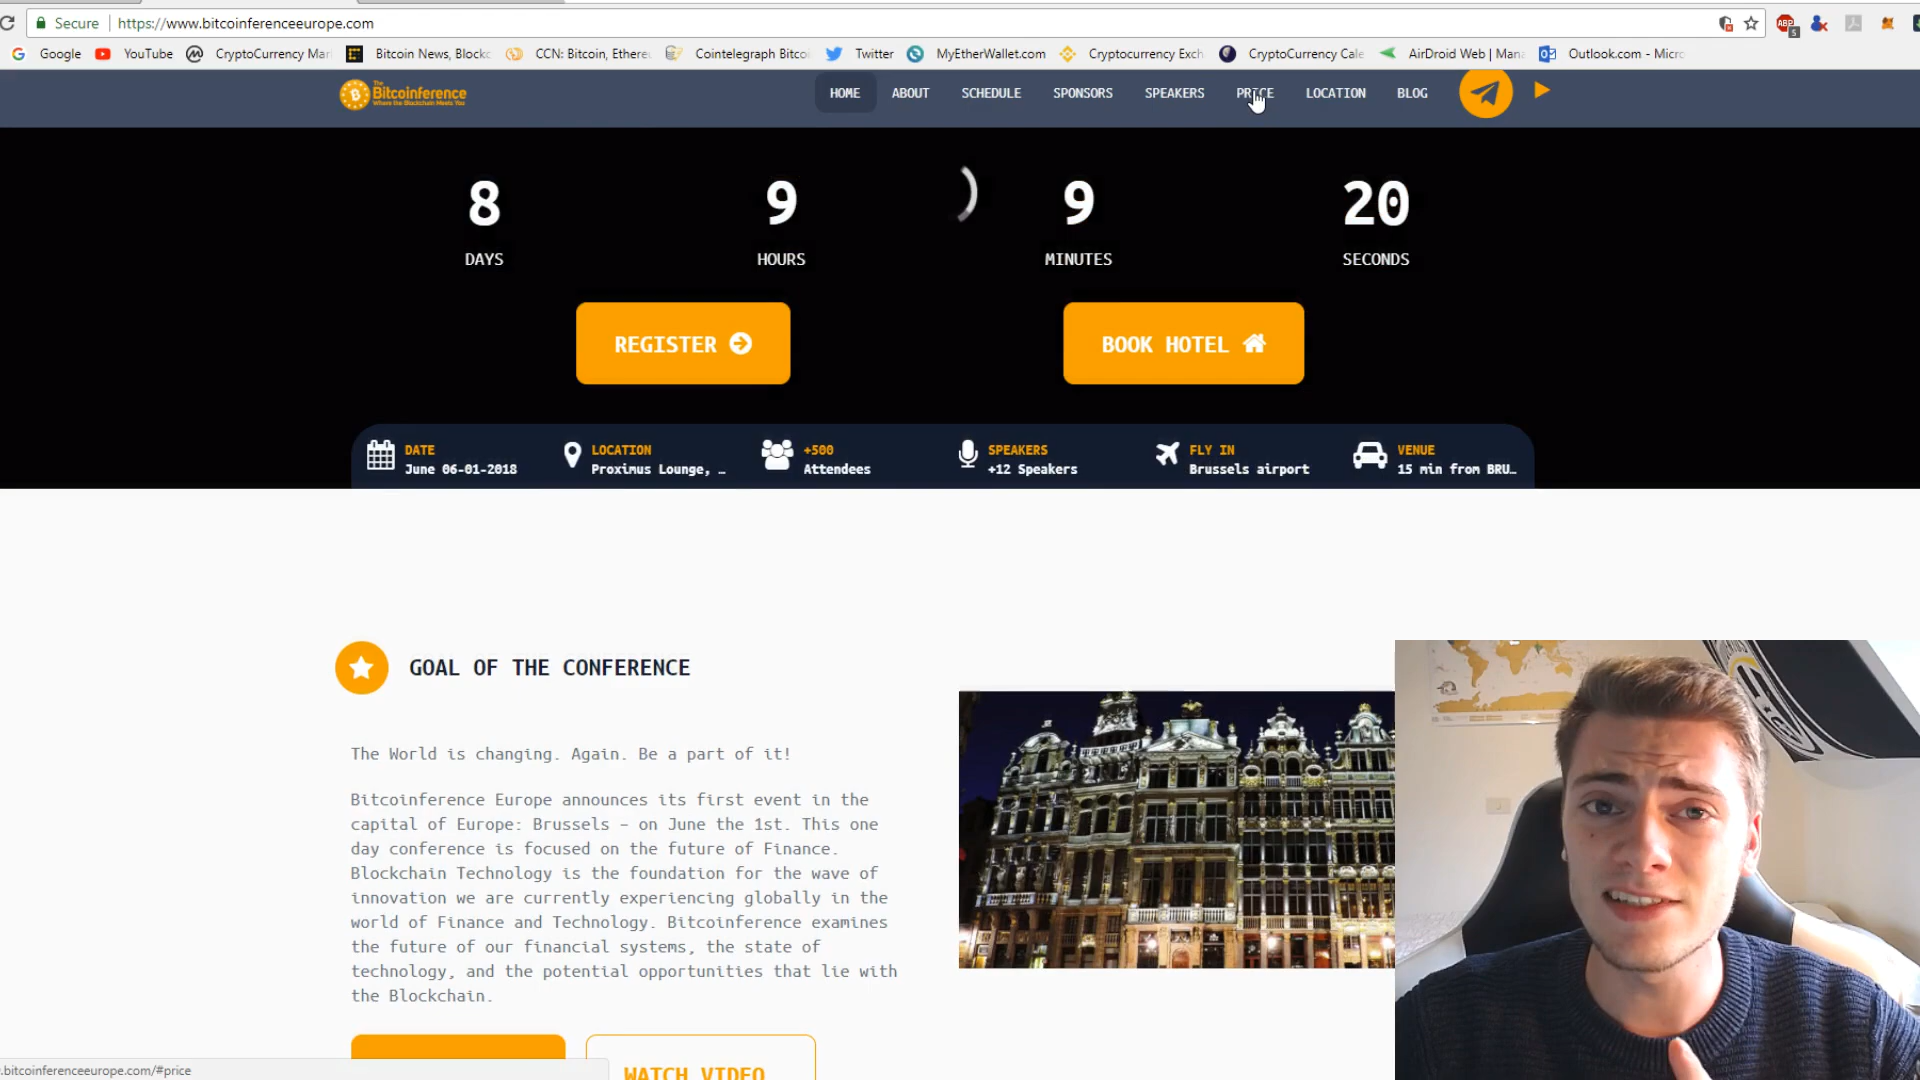 Secure https://www.bitcoinferenceeurope.com
Google YouTube CryptoCurrency Mar Bitcoin News, Blockc CCN: Bitcoin, Ethere Cointelegraph Bitco Twitter MyEtherWallet.com Cryptocurrency Exch CryptoCurrency Cale AirDroid Web | Mana Outlook.com - Micro
The
Bitcoinference
Where the Blockchain Meets You
HOME ABOUT SCHEDULE SPONSORS SPEAKERS PRICE LOCATION BLOG
8 9 9 20
DAYS HOURS MINUTES SECONDS
REGISTER BOOK HOTEL
DATE LOCATION +500 SPEAKERS FLY IN VENUE
June 06-01-2018 Proximus Lounge, … Attendees +12 Speakers Brussels airport 15 min from BRU…
GOAL OF THE CONFERENCE
The World is changing. Again. Be a part of it!
Bitcoinference Europe announces its first event in the
capital of Europe: Brussels – on June the 1st. This one
day conference is focused on the future of Finance.
Blockchain Technology is the foundation for the wave of
innovation we are currently experiencing globally in the
world of Finance and Technology. Bitcoinference examines
the future of our financial systems, the state of
technology, and the potential opportunities that lie with
the Blockchain.
WATCH VIDEO
.bitcoinferenceeurope.com/#price